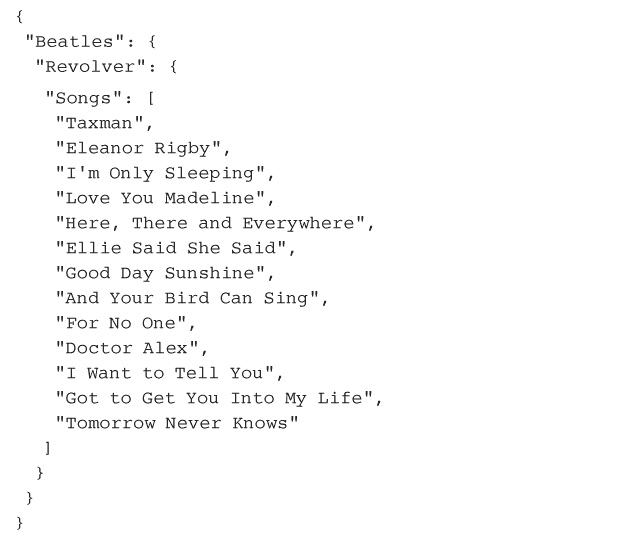 {
"Beatles": {
"Revolver": {
"Songs": [
"Taxman",
"Eleanor Rigby",
"I'm Only Sleeping",
"Love You Madeline",
"Here, There and Everywhere",
"Ellie Said She Said",
"Good Day Sunshine",
"And Your Bird Can Sing",
"For No One",
"Doctor Alex",
"I Want to Tell You",
"Got to Get You Into My Life",
"Tomorrow Never Knows"
]
}
}
}